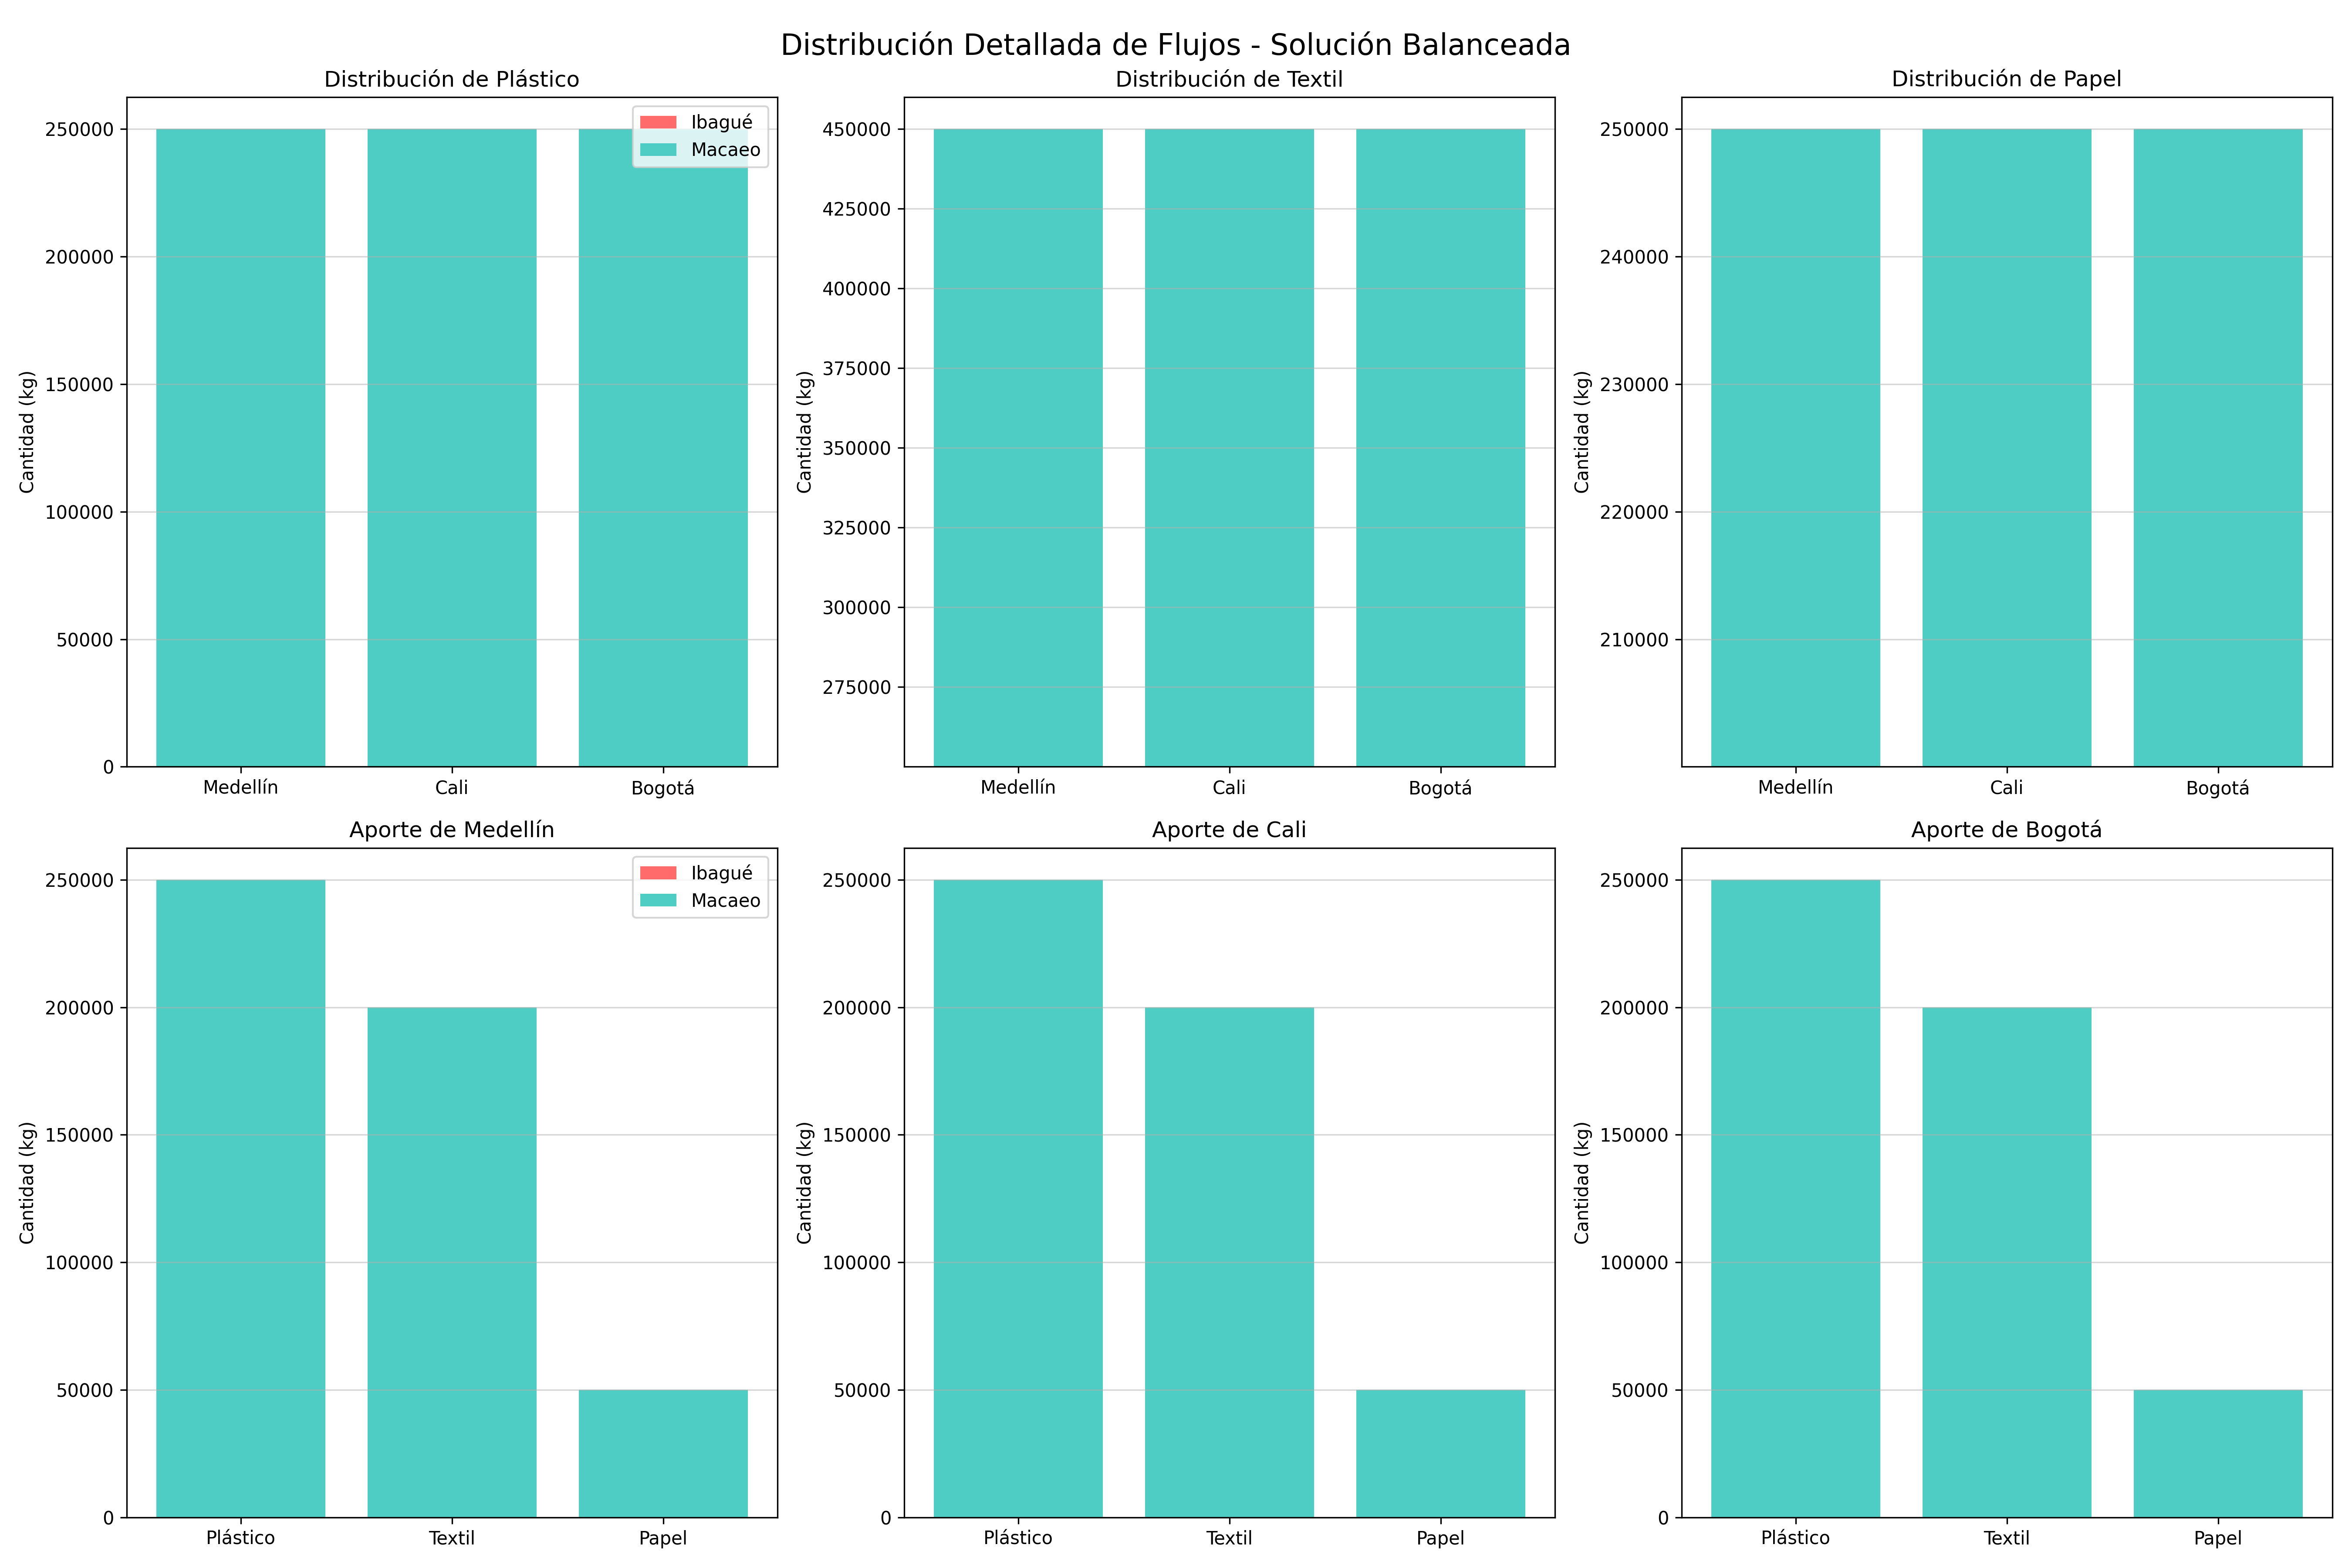 Distribución Detallada de Flujos - Solución Balanceada
Distribución de Plástico
Cantidad (kg)
250000
200000
150000
100000
50000
0
Ibagué
Macaeo
Medellín Cali Bogotá
Distribución de Textil
Cantidad (kg)
450000
425000
400000
375000
350000
325000
300000
275000
Medellín Cali Bogotá
Distribución de Papel
Cantidad (kg)
250000
240000
230000
220000
210000
Medellín Cali Bogotá
Aporte de Medellín
Cantidad (kg)
250000
200000
150000
100000
50000
0
Ibagué
Macaeo
Plástico Textil Papel
Aporte de Cali
Cantidad (kg)
250000
200000
150000
100000
50000
0
Plástico Textil Papel
Aporte de Bogotá
Cantidad (kg)
250000
200000
150000
100000
50000
0
Plástico Textil Papel